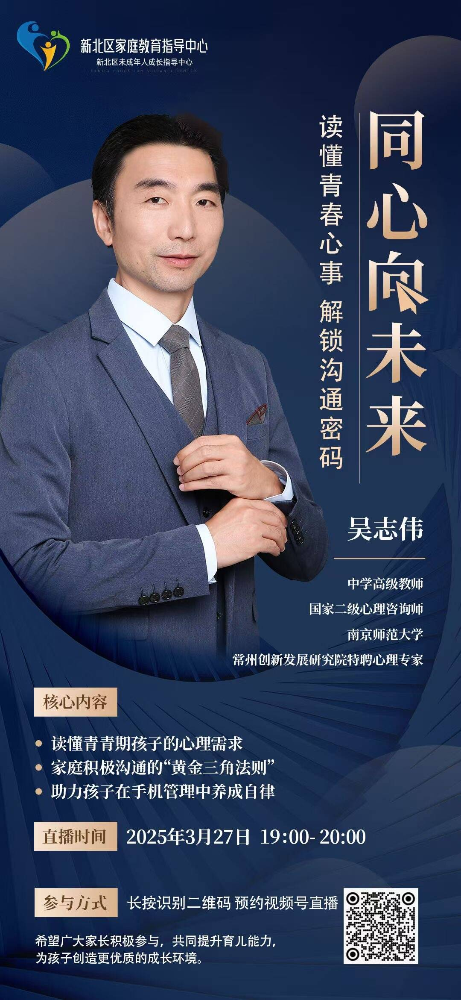 新北区家庭教育指导中心
新北区未成年人成长指导中心
FAMILY EDUCATION GUIDANCE CENTER
同心向未来
读懂青春心事 解锁沟通密码
吴志伟
中学高级教师
国家二级心理咨询师
南京师范大学
常州创新发展研究院特聘心理专家
核心内容
读懂青青期孩子的心理需求
家庭积极沟通的“黄金三角法则”
助力孩子在手机管理中养成自律
直播时间 2025年3月27日 19:00- 20:00
参与方式 长按识别二维码 预约视频号直播
希望广大家长积极参与，共同提升育儿能力，
为孩子创造更优质的成长环境。